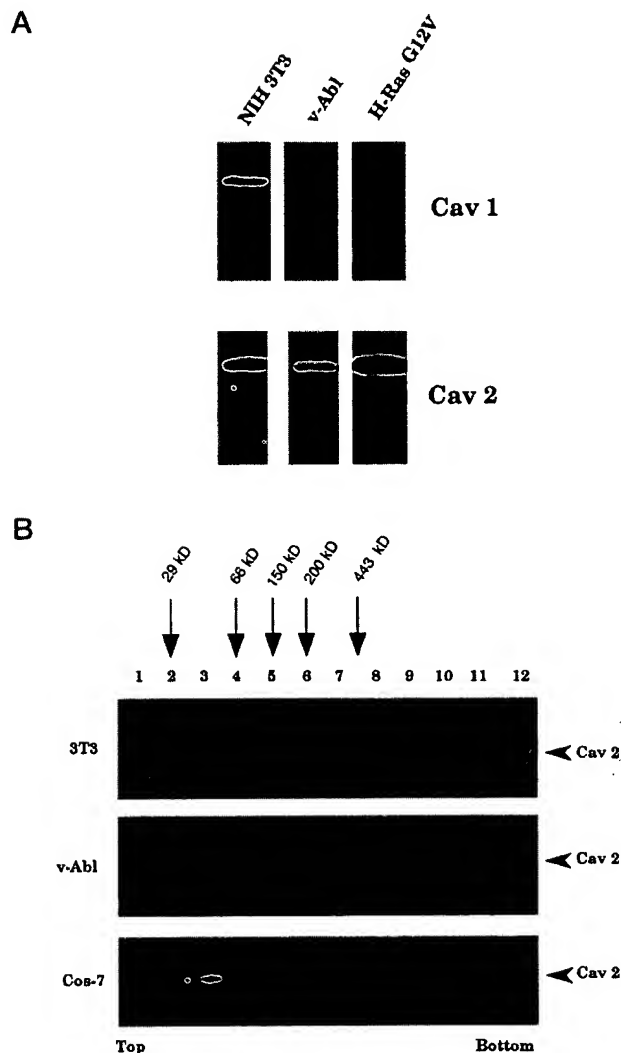 A
NIH 3T3
v-Abl
H-Ras G12V
Cav 1
Cav 2
B
29 kD
66 kD
150 kD
200 kD
443 kD
1 2 3 4 5 6 7 8 9 10 11 12
3T3
Cav 2
v-Abl
Cav 2
Cos-7
Cav 2
Top
Bottom